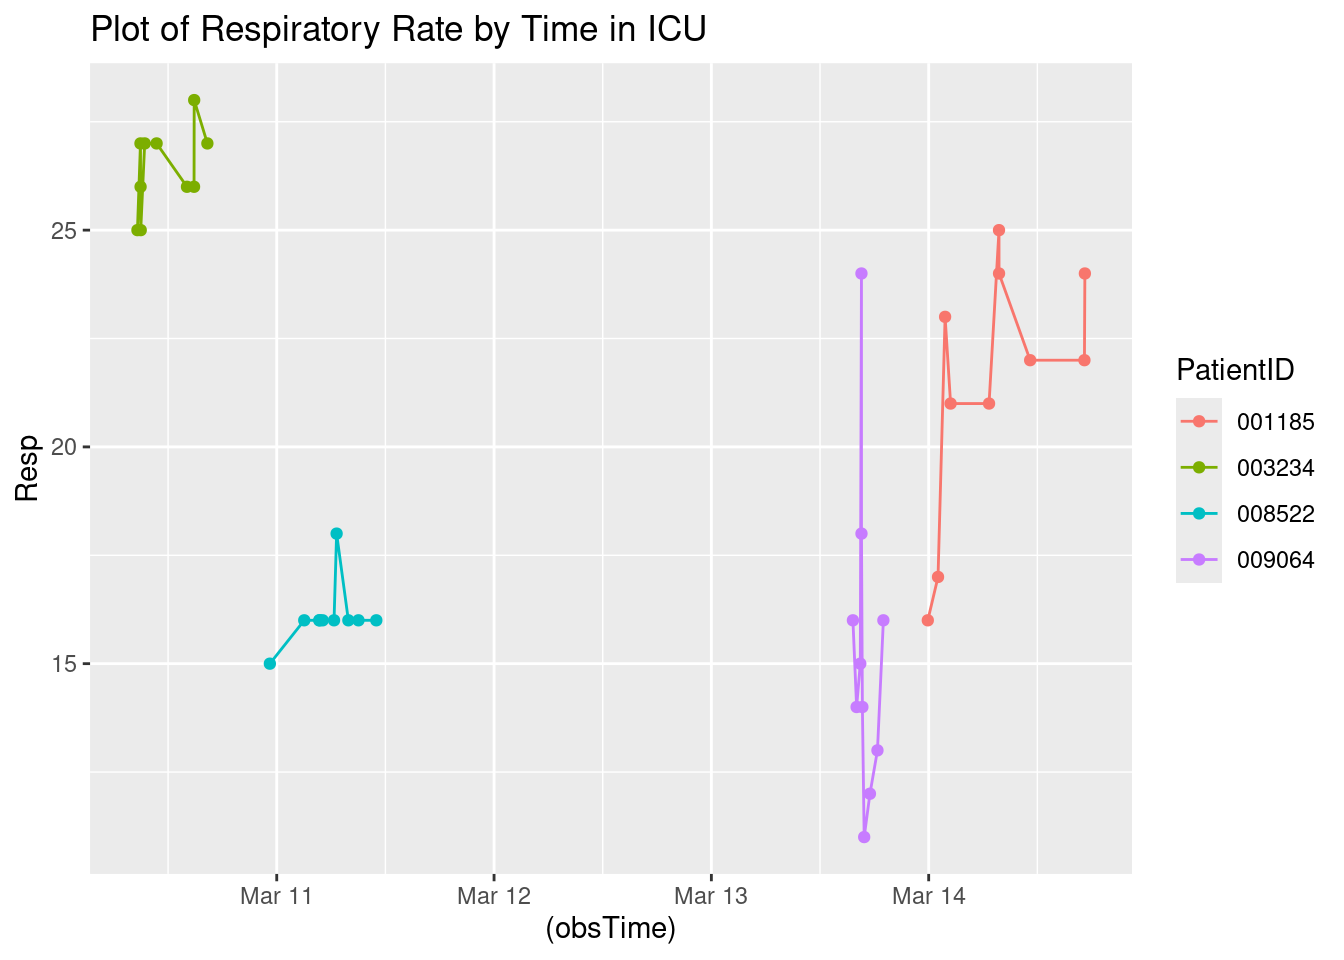 Plot of Respiratory Rate by Time in ICU
25
20
15
Resp
Mar 11
Mar 12
Mar 13
Mar 14
(obsTime)
PatientID
001185
003234
008522
009064